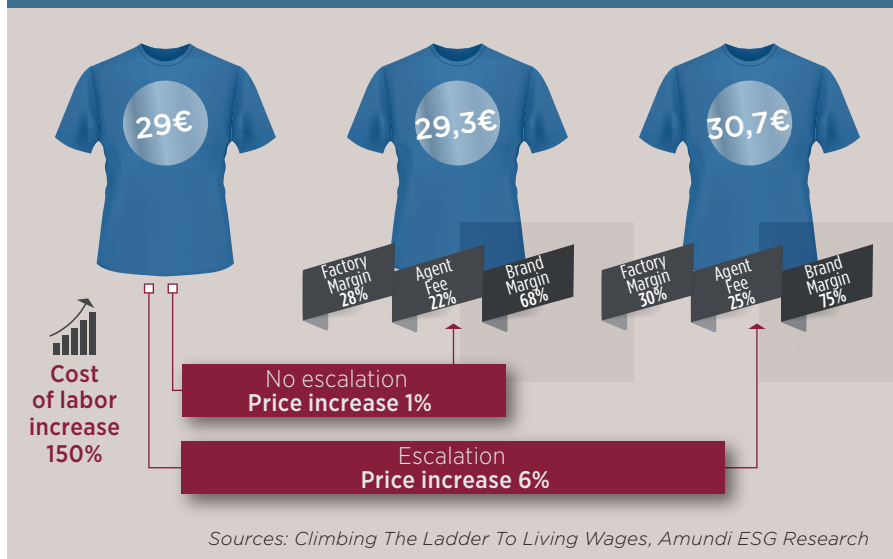 29€
29,3€
30,7€
Factory
Margin
28%
Agent
Fee
22%
Brand
Margin
68%
Factory
Margin
30%
Agent
Fee
25%
Brand
Margin
75%
Cost
of labor
increase
150%
No escalation
Price increase 1%
Escalation
Price increase 6%
Sources: Climbing The Ladder To Living Wages, Amundi ESG Research